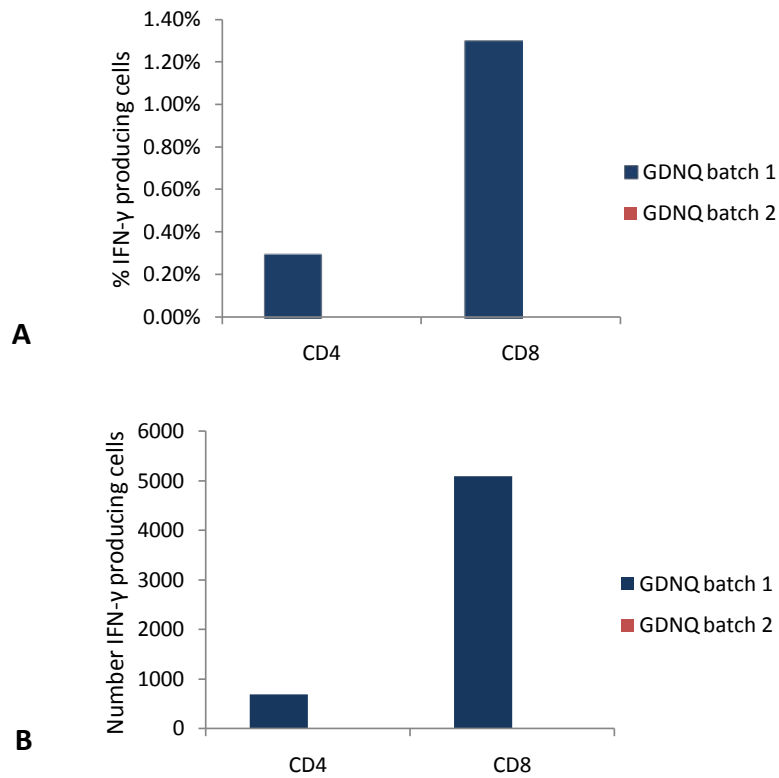 1.40%
1.20%
1.00%
0.80%
0.60%
0.40%
0.20%
0.00%
% IFN-γ producing cells
CD4
CD8
GDNQ batch 1
GDNQ batch 2
A
6000
5000
4000
3000
2000
1000
0
Number IFN-γ producing cells
CD4
CD8
GDNQ batch 1
GDNQ batch 2
B